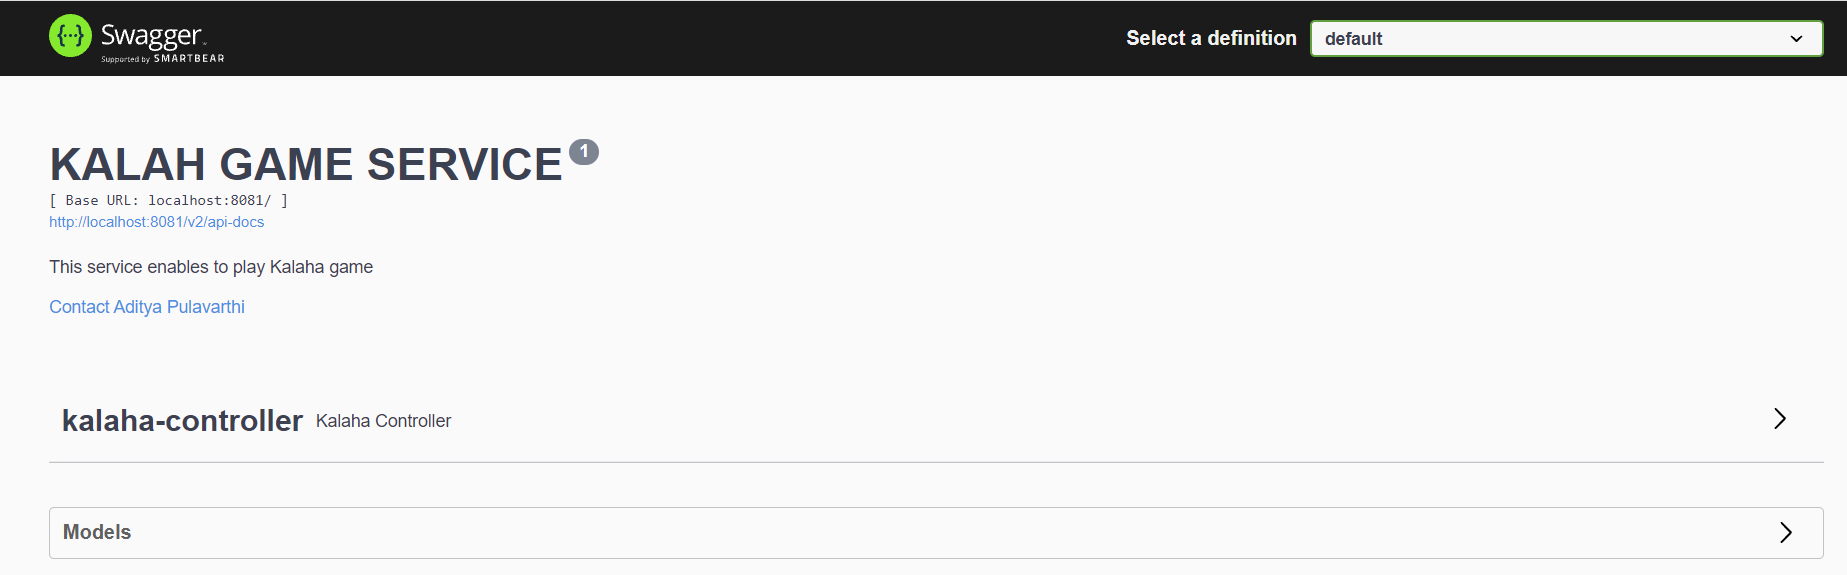 Swagger
Supported by SMARTBEAR
Select a definition
default
KALAH GAME SERVICE 1
[ Base URL: localhost:8081/ ]
http://localhost:8081/v2/api-docs
This service enables to play Kalaha game
Contact Aditya Pulavarthi
kalaha-controller Kalaha Controller
Models